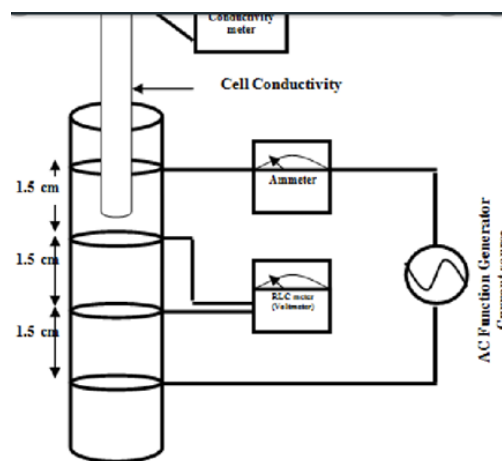 Conductivity
meter
Cell Conductivity
1.5 cm
Ammeter
1.5 cm
RLC meter
(Voltmeter)
1.5 cm
AC Function Generator